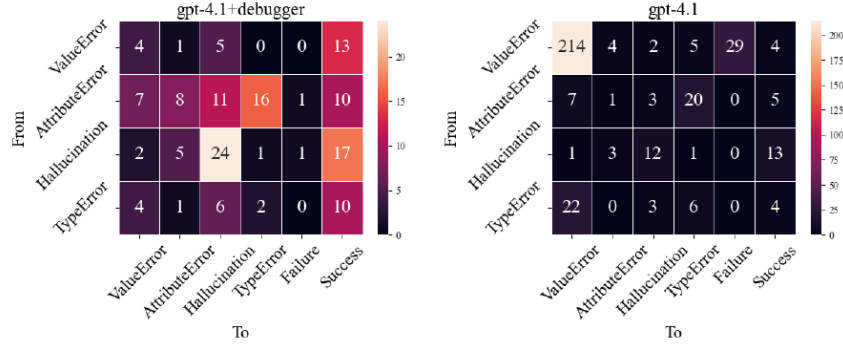 gpt-4.1+debugger
From
ValueError 4 1 5 0 0 13
AttributeError 7 8 11 16 1 10
Hallucination 2 5 24 1 1 17
TypeError 4 1 6 2 0 10
ValueError AttributeError Hallucination TypeError Failure Success
To
20
15
10
5
0
gpt-4.1
From
ValueError 214 4 2 5 29 4
AttributeError 7 1 3 20 0 5
Hallucination 1 3 12 1 0 13
TypeError 22 0 3 6 0 4
ValueError AttributeError Hallucination TypeError Failure Success
To
200
175
150
125
100
75
50
25
0